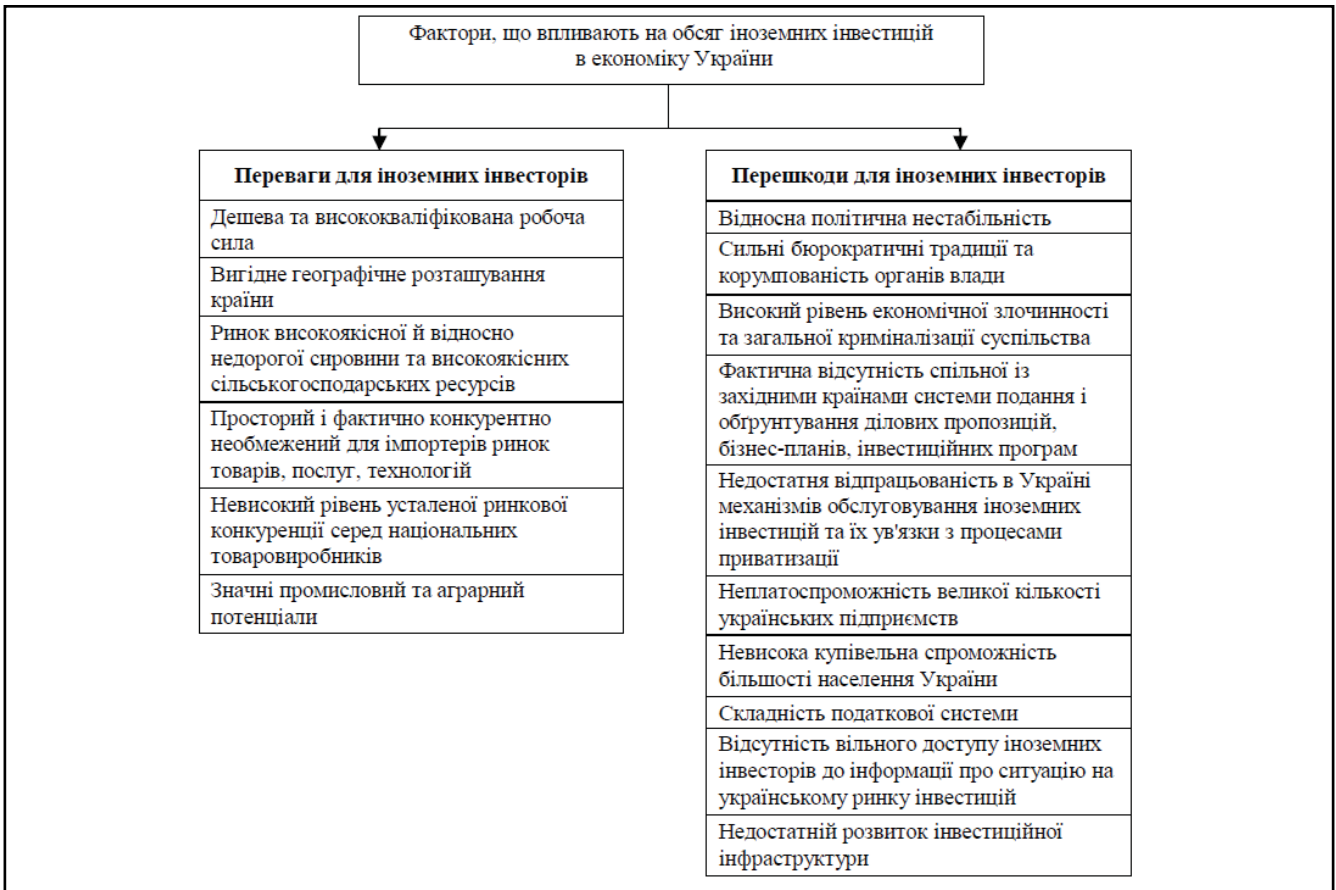 Фактори, що впливають на обсяг іноземних інвестицій
в економіку України
Переваги для іноземних інвесторів
Дешева та висококваліфікована робоча
сила
Вигідне географічне розташування
країни
Ринок високоякісної й відносно
недорогої сировини та високоякісних
сільськогосподарських ресурсів
Просторий і фактично конкурентно
необмежений для імпортерів ринок
товарів, послуг, технологій
Невисокий рівень усталеної ринкової
конкуренції серед національних
товаровиробників
Значні промисловий та аграрний
потенціали
Перешкоди для іноземних інвесторів
Відносна політична нестабільність
Сильні бюрократичні традиції та
корумпованість органів влади
Високий рівень економічної злочинності
та загальної криміналізації суспільства
Фактична відсутність спільної із
західними країнами системи подання і
обґрунтування ділових пропозицій,
бізнес-планів, інвестиційних програм
Недостатня відпрацьованість в Україні
механізмів обслуговування іноземних
інвестицій та їх ув'язки з процесами
приватизації
Неплатоспроможність великої кількості
українських підприємств
Невисока купівельна спроможність
більшості населення України
Складність податкової системи
Відсутність вільного доступу іноземних
інвесторів до інформації про ситуацію на
українському ринку інвестицій
Недостатній розвиток інвестиційної
інфраструктури